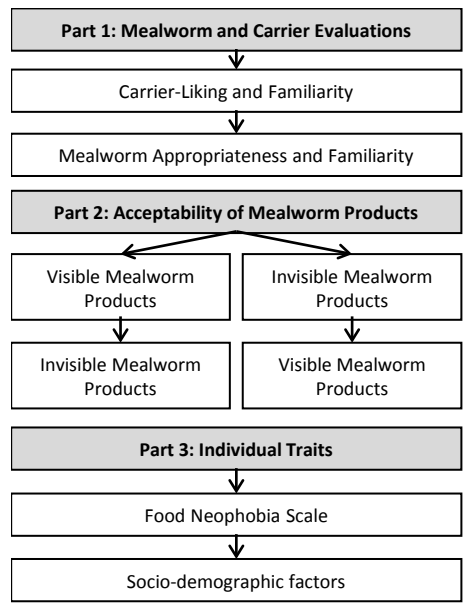 Part 1: Mealworm and Carrier Evaluations
Carrier-Liking and Familiarity
Mealworm Appropriateness and Familiarity
Part 2: Acceptability of Mealworm Products
Visible Mealworm
Products
Invisible Mealworm
Products
Invisible Mealworm
Products
Visible Mealworm
Products
Part 3: Individual Traits
Food Neophobia Scale
Socio-demographic factors